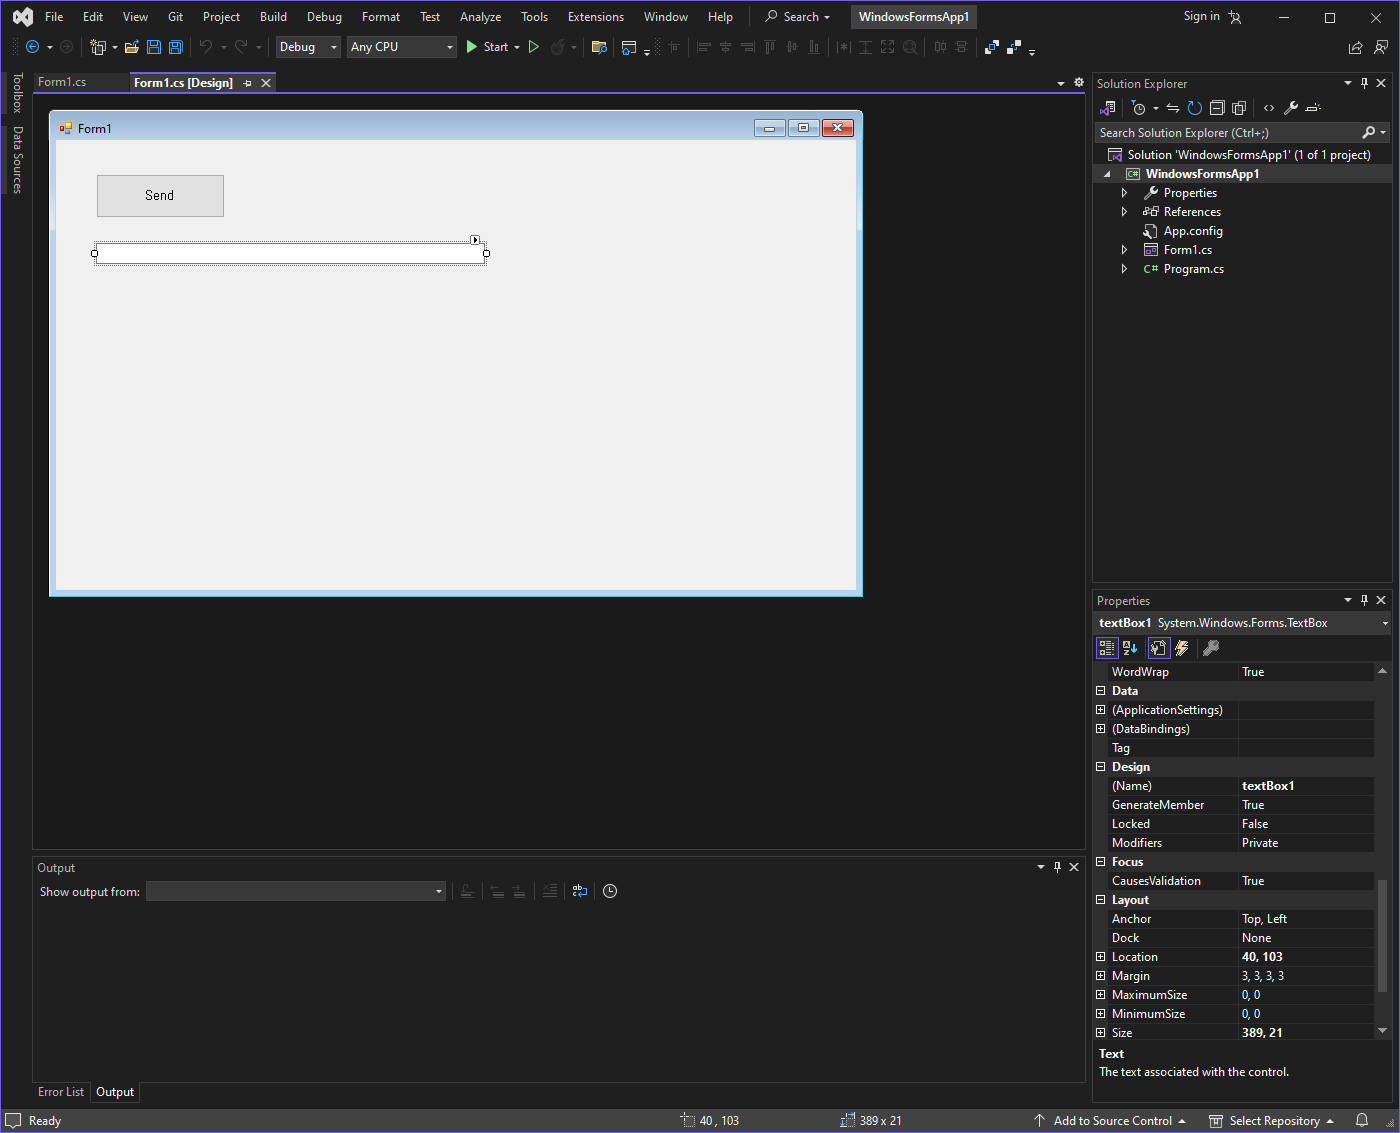 File Edit View Git Project Build Debug Format Test Analyze Tools Extensions Window Help Search WindowsFormsApp1 Sign in
Debug Any CPU Start
Toolbox
Data Sources
Form1.cs Form1.cs [Design]
Form1
Send
Solution Explorer
Search Solution Explorer (Ctrl+;)
Solution 'WindowsFormsApp1' (1 of 1 project)
C# WindowsFormsApp1
Properties
References
App.config
Form1.cs
C# Program.cs
Properties
textBox1 System.Windows.Forms.TextBox
WordWrap True
Data
(ApplicationSettings)
(DataBindings)
Tag
Design
(Name) textBox1
GenerateMember True
Locked False
Modifiers Private
Focus
CausesValidation True
Layout
Anchor Top, Left
Dock None
Location 40, 103
Margin 3, 3, 3, 3
MaximumSize 0, 0
MinimumSize 0, 0
Size 389, 21
Text
The text associated with the control.
Output
Show output from:
Error List Output
Ready 40 , 103 389 x 21 Add to Source Control Select Repository